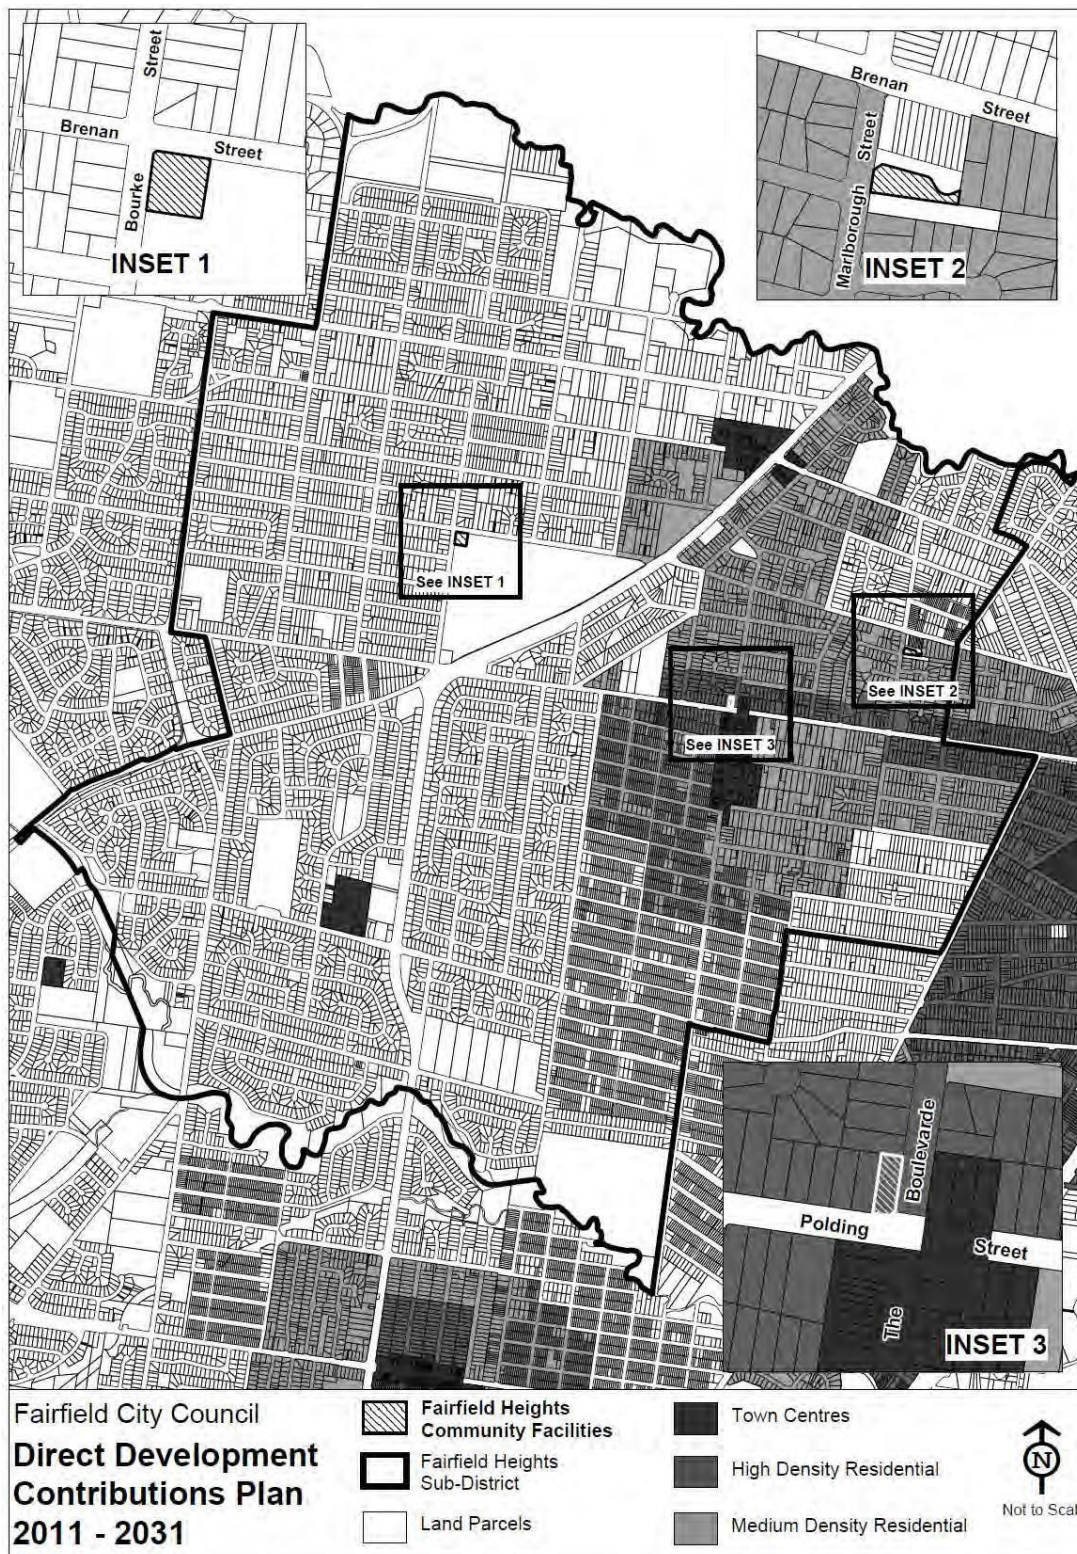 Street
Brenan
Street
Bourke
INSET 1
Brenan
Street
Street
Marlborough
INSET 2
See INSET 1
See INSET 2
See INSET 3
Boulevarde
Polding
Street
The
INSET 3
Fairfield City Council
Direct Development
Contributions Plan
2011 - 2031
Fairfield Heights
Community Facilities
Fairfield Heights
Sub-District
Land Parcels
Town Centres
High Density Residential
Medium Density Residential
N
Not to Scal